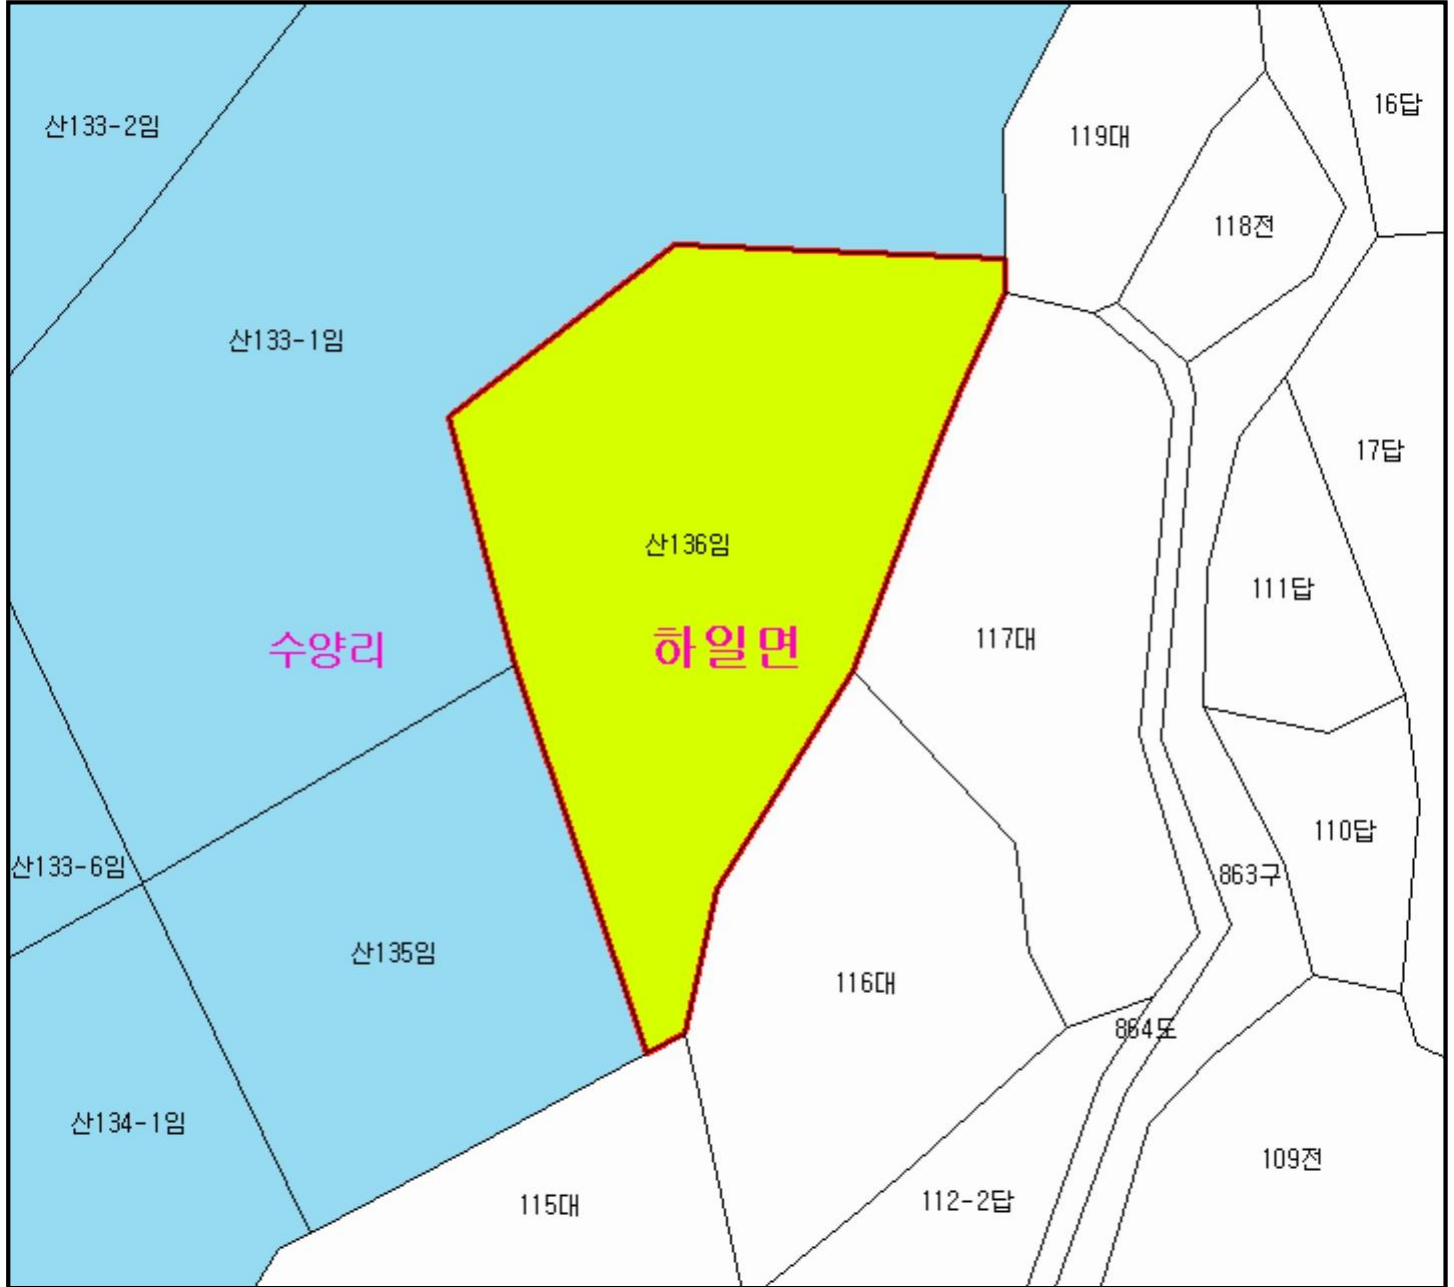 산133-2임
16답
119대
118전
산133-1임
17답
산136임
111답
수양리
하일면
117대
110답
산133-6임
863구
산135임
116대
864도
산134-1임
109전
115대
112-2답